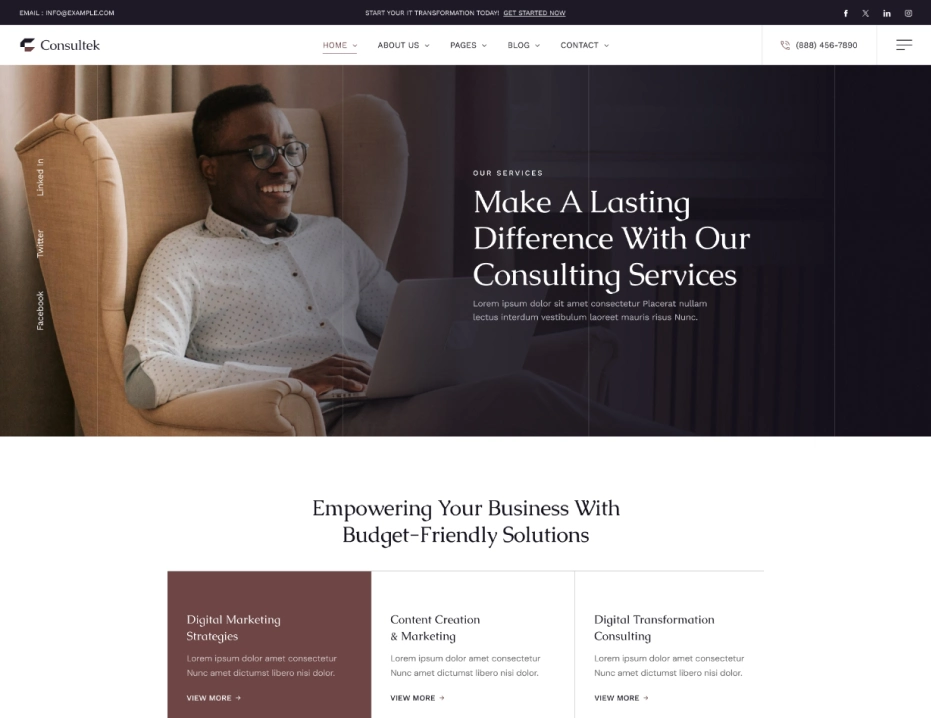 EMAIL : INFO@EXAMPLE.COM
START YOUR IT TRANSFORMATION TODAY! GET STARTED NOW
Consultek
HOME
ABOUT US
PAGES
BLOG
CONTACT
(888) 456-7890
Linked In
Twitter
Facebook
OUR SERVICES
Make A Lasting
Difference With Our
Consulting Services
Lorem ipsum dolor sit amet consectetur Placerat nullam
lectus interdum vestibulum laoreet mauris risus Nunc.
Empowering Your Business With
Budget-Friendly Solutions
Digital Marketing
Strategies
Lorem ipsum dolor amet consectetur
Nunc amet dictumst libero nisi dolor.
VIEW MORE →
Content Creation
& Marketing
Lorem ipsum dolor amet consectetur
Nunc amet dictumst libero nisi dolor.
VIEW MORE →
Digital Transformation
Consulting
Lorem ipsum dolor amet consectetur
Nunc amet dictumst libero nisi dolor.
VIEW MORE →